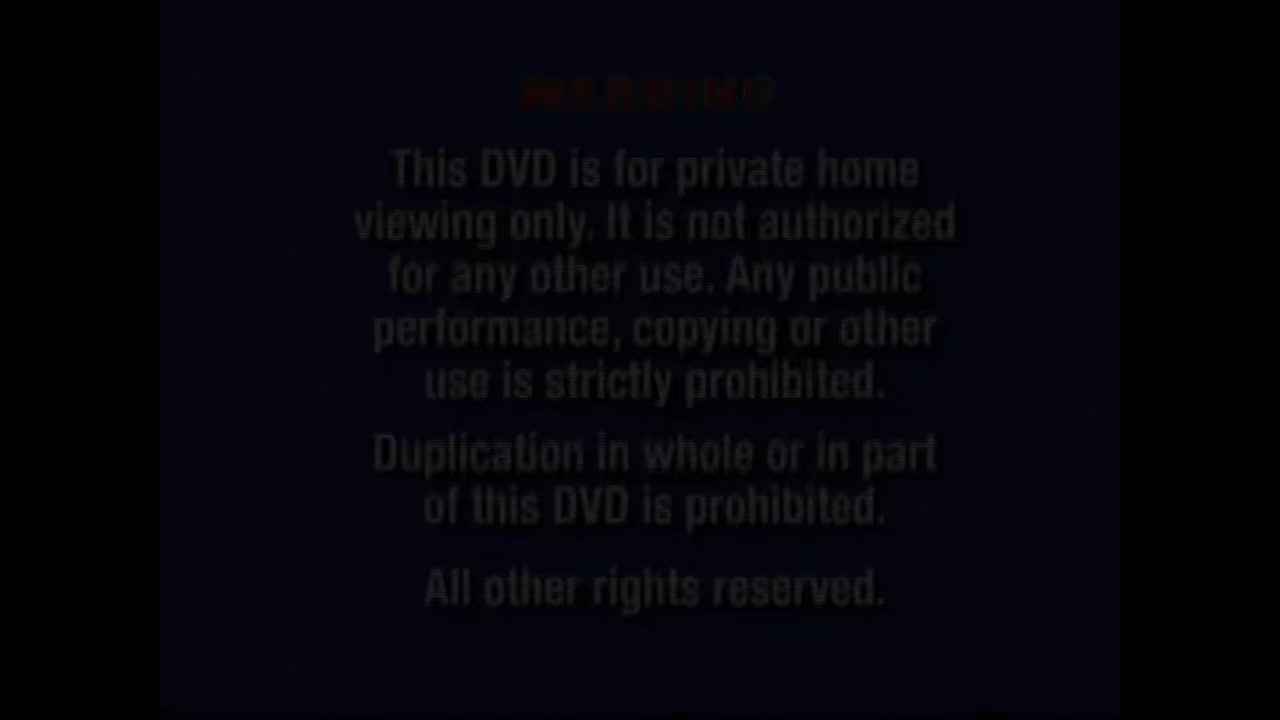 WARNING
This DVD is for private home
viewing only. It is not authorized
for any other use. Any public
performance, copying or other
use is strictly prohibited.
Duplication in whole or in part
of this DVD is prohibited.
All other rights reserved.